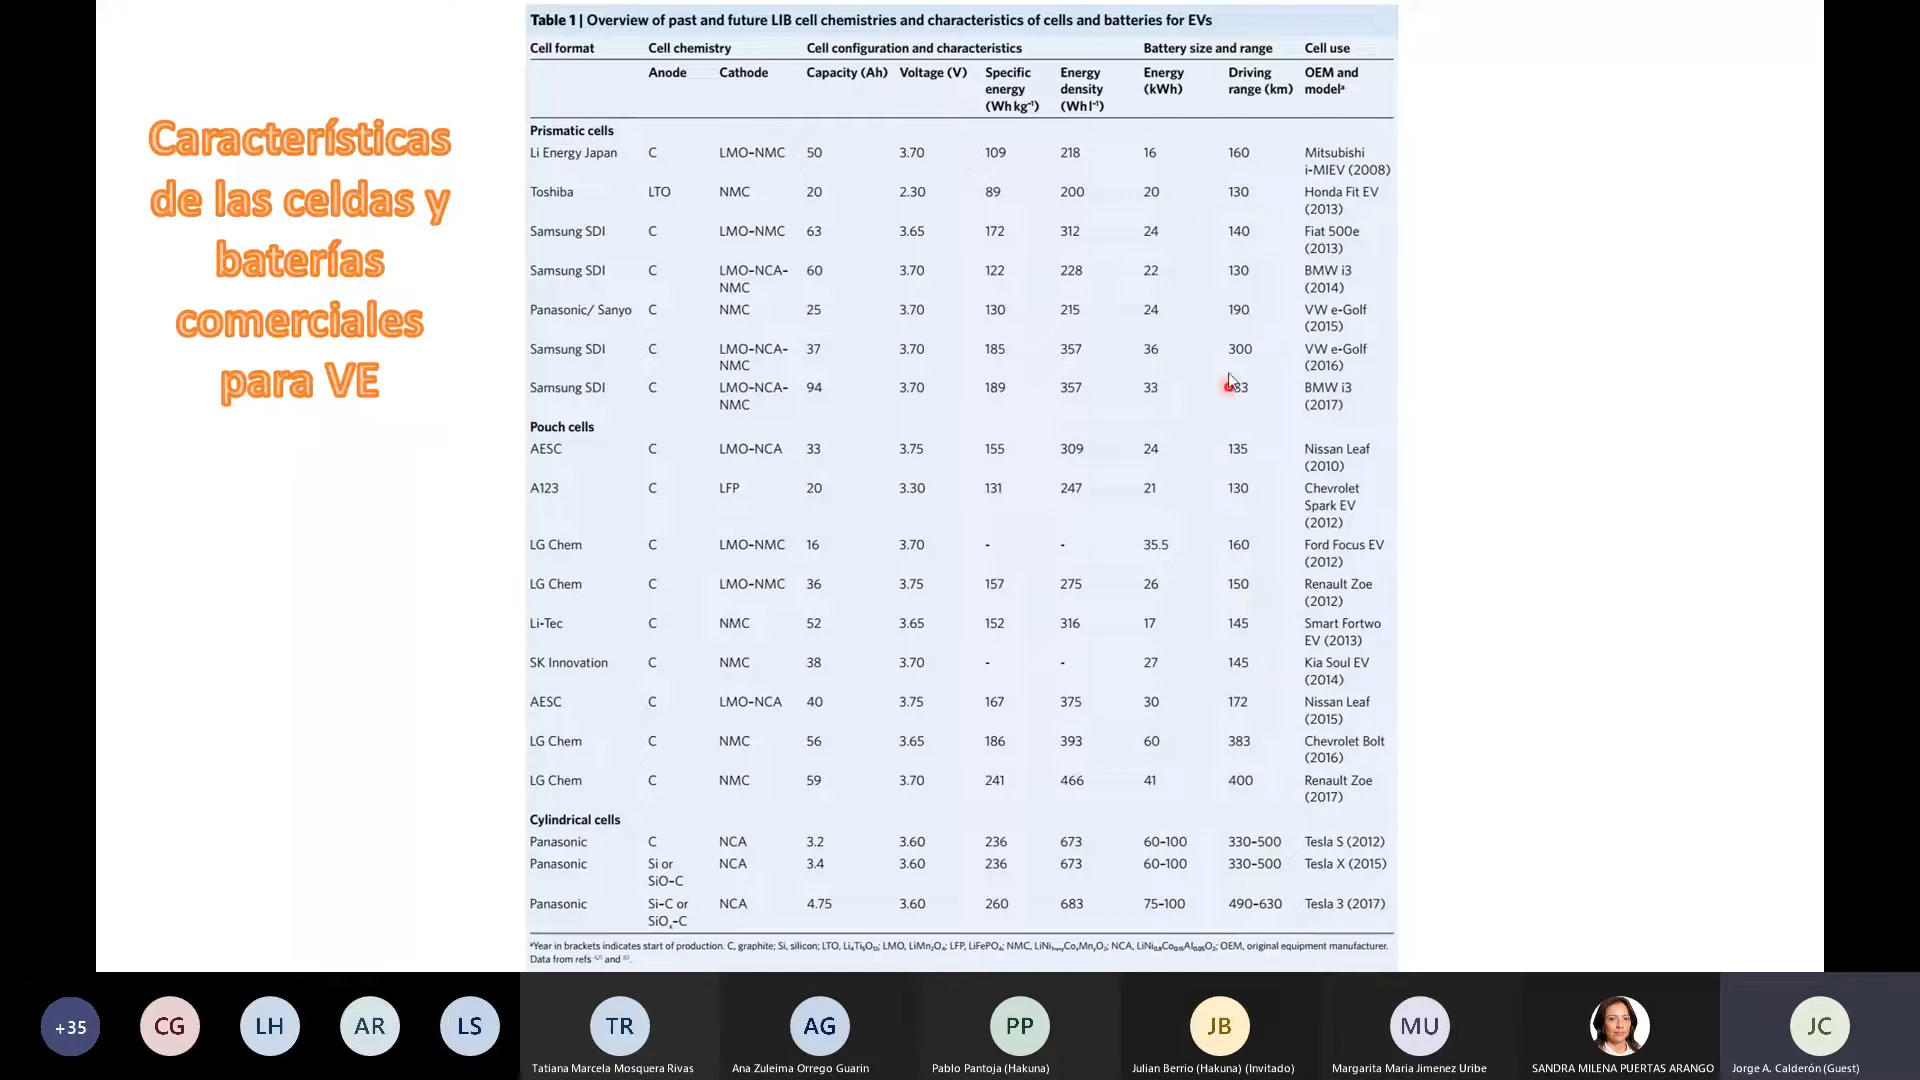 Características
de las celdas y
baterías
comerciales
para VE
Table 1 | Overview of past and future LIB cell chemistries and characteristics of cells and batteries for EVs
Cell format Cell chemistry Cell configuration and characteristics Battery size and range Cell use
Anode Cathode Capacity (Ah) Voltage (V) Specific energy (Wh kg⁻¹) Energy density (Wh l⁻¹) Energy (kWh) Driving range (km) OEM and modelᵃ
Prismatic cells
Li Energy Japan C LMO–NMC 50 3.70 109 218 16 160 Mitsubishi i-MIEV (2008)
Toshiba LTO NMC 20 2.30 89 200 20 130 Honda Fit EV (2013)
Samsung SDI C LMO–NMC 63 3.65 172 312 24 140 Fiat 500e (2013)
Samsung SDI C LMO–NCA–NMC 60 3.70 122 228 22 130 BMW i3 (2014)
Panasonic/ Sanyo C NMC 25 3.70 130 215 24 190 VW e-Golf (2015)
Samsung SDI C LMO–NCA–NMC 37 3.70 185 357 36 300 VW e-Golf (2016)
Samsung SDI C LMO–NCA–NMC 94 3.70 189 357 33 BMW i3 (2017)
Pouch cells
AESC C LMO–NCA 33 3.75 155 309 24 135 Nissan Leaf (2010)
A123 C LFP 20 3.30 131 247 21 130 Chevrolet Spark EV (2012)
LG Chem C LMO–NMC 16 3.70 - - 35.5 160 Ford Focus EV (2012)
LG Chem C LMO–NMC 36 3.75 157 275 26 150 Renault Zoe (2012)
Li-Tec C NMC 52 3.65 152 316 17 145 Smart Fortwo EV (2013)
SK Innovation C NMC 38 3.70 - - 27 145 Kia Soul EV (2014)
AESC C LMO–NCA 40 3.75 167 375 30 172 Nissan Leaf (2015)
LG Chem C NMC 56 3.65 186 393 60 383 Chevrolet Bolt (2016)
LG Chem C NMC 59 3.70 241 466 41 400 Renault Zoe (2017)
Cylindrical cells
Panasonic C NCA 3.2 3.60 236 673 60–100 330–500 Tesla S (2012)
Panasonic Si or SiO–C NCA 3.4 3.60 236 673 60–100 330–500 Tesla X (2015)
Panasonic Si–C or SiOₓ–C NCA 4.75 3.60 260 683 75–100 490–630 Tesla 3 (2017)
ᵃYear in brackets indicates start of production. C, graphite; Si, silicon; LTO, Li₄Ti₅O₁₂; LMO, LiMn₂O₄; LFP, LiFePO₄; NMC, NCA, OEM, original equipment manufacturer.
Data from refs and
+35
CG
LH
AR
LS
TR
Tatiana Marcela Mosquera Rivas
AG
Ana Zuleima Orrego Guarin
PP
Pablo Pantoja (Hakuna)
JB
Julian Berrio (Hakuna) (Invitado)
MU
Margarita Maria Jimenez Uribe
SANDRA MILENA PUERTAS ARANGO
JC
Jorge A. Calderón (Guest)